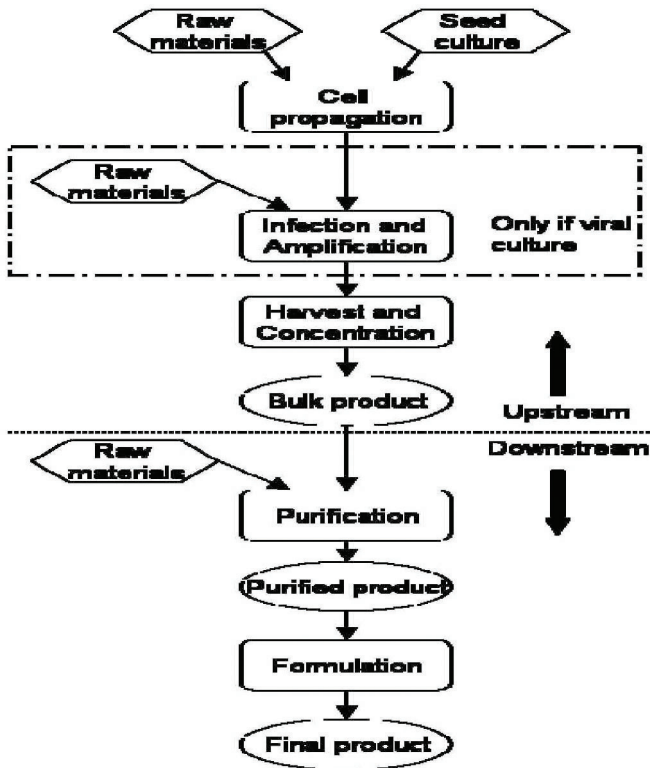 Raw
materials
Seed
culture
Cell
propagation
Raw
materials
Infection and
Amplification
Only if viral
culture
Harvest and
Concentration
Bulk product
Upstream
Downstream
Raw
materials
Purification
Purified product
Formulation
Final product